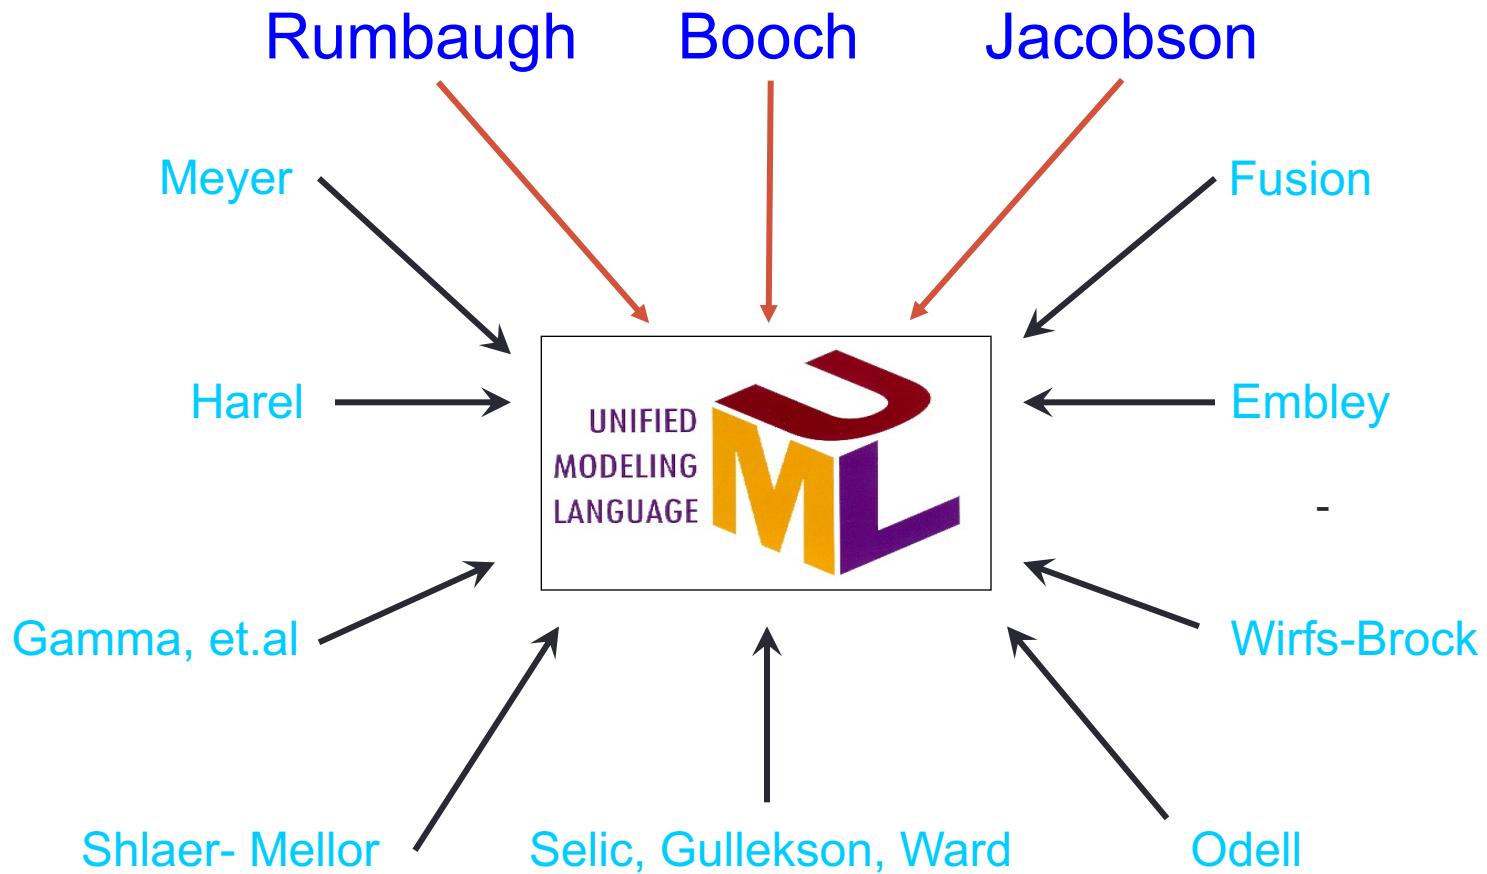 Rumbaugh Booch Jacobson
Meyer Fusion
Harel Embley
UNIFIED
MODELING
LANGUAGE
UML
-
Gamma, et.al Wirfs-Brock
Shlaer- Mellor Selic, Gullekson, Ward Odell